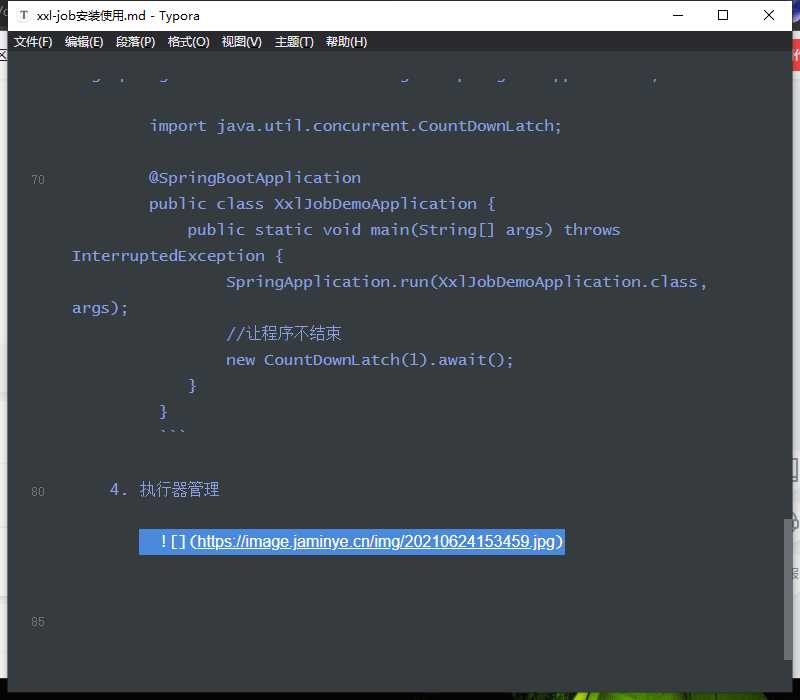 xxl-job安装使用.md - Typora
文件(F) 编辑(E) 段落(P) 格式(O) 视图(V) 主题(T) 帮助(H)
import java.util.concurrent.CountDownLatch;
70
@SpringBootApplication
public class XxlJobDemoApplication {
public static void main(String[] args) throws
InterruptedException {
SpringApplication.run(XxlJobDemoApplication.class,
args);
//让程序不结束
new CountDownLatch(1).await();
}
}
```
80 4. 执行器管理
![](https://image.jaminye.cn/img/20210624153459.jpg)
85